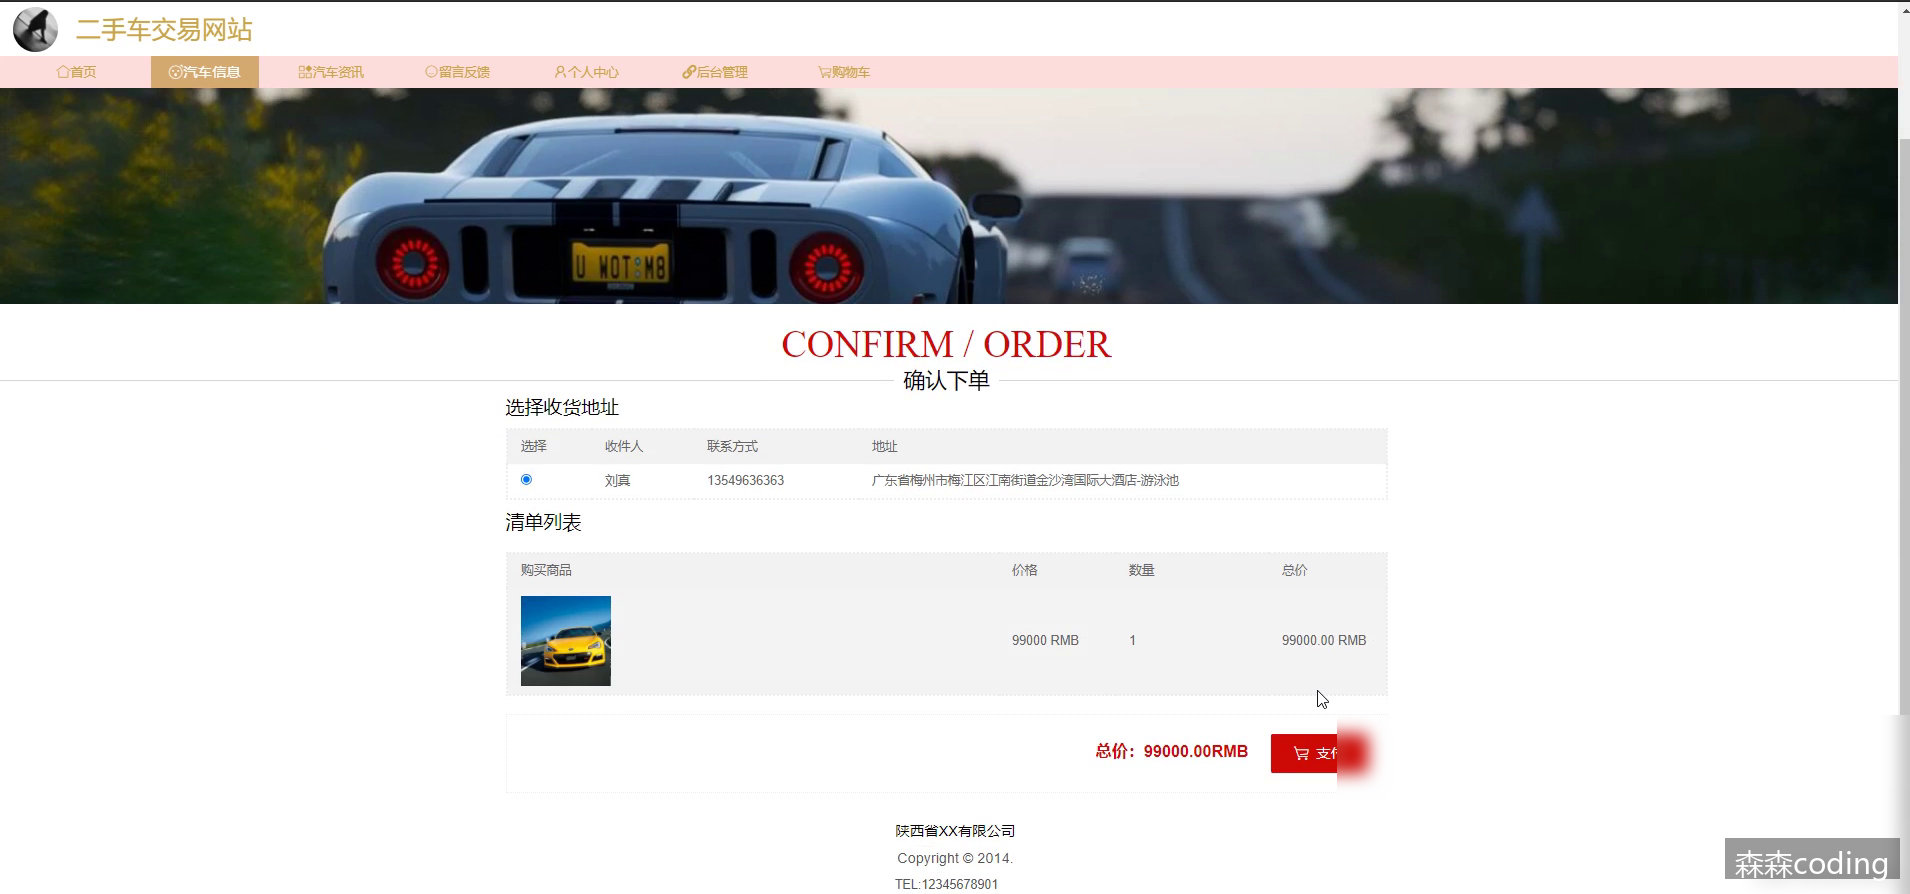 二手车交易网站
首页 汽车信息 汽车资讯 留言反馈 个人中心 后台管理 购物车
U WOT M8
HORIZON
CONFIRM / ORDER
确认下单
选择收货地址
选择 收件人 联系方式 地址
刘真 13549636363 广东省梅州市梅江区江南街道金沙湾国际大酒店-游泳池
清单列表
购买商品 价格 数量 总价
99000 RMB 1 99000.00 RMB
总价：99000.00RMB 支
陕西省XX有限公司
Copyright © 2014.
TEL:12345678901
森森coding